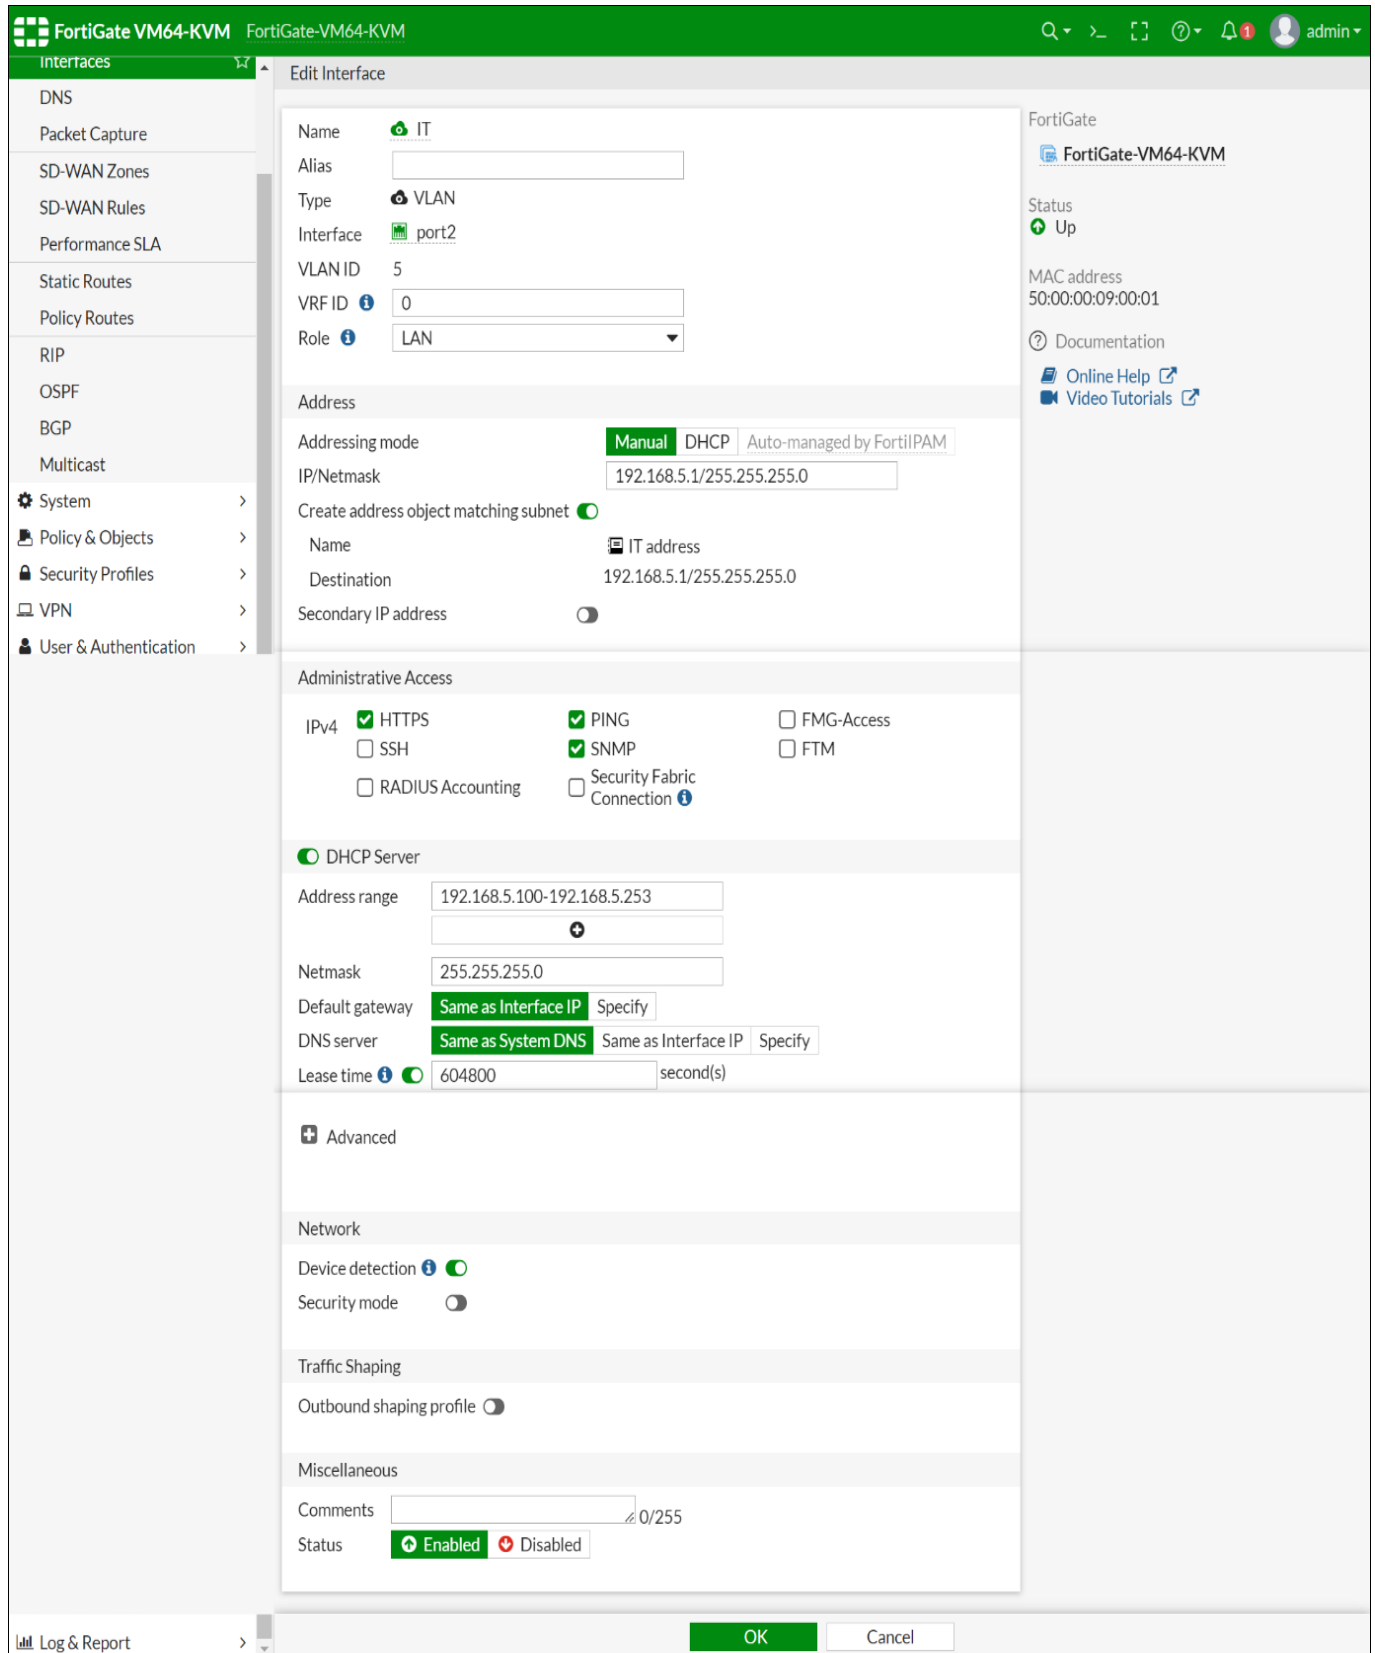 FortiGate VM64-KVM FortiGate-VM64-KVM 1 admin
Interfaces
DNS
Packet Capture
SD-WAN Zones
SD-WAN Rules
Performance SLA
Static Routes
Policy Routes
RIP
OSPF
BGP
Multicast
System
Policy & Objects
Security Profiles
VPN
User & Authentication
Log & Report
Edit Interface
Name IT
Alias
Type VLAN
Interface port2
VLAN ID 5
VRF ID 0
Role LAN
Address
Addressing mode Manual DHCP Auto-managed by FortiIPAM
IP/Netmask 192.168.5.1/255.255.255.0
Create address object matching subnet
Name IT address
Destination 192.168.5.1/255.255.255.0
Secondary IP address
Administrative Access
IPv4 HTTPS PING FMG-Access
SSH SNMP FTM
RADIUS Accounting Security Fabric
Connection
DHCP Server
Address range 192.168.5.100-192.168.5.253
Netmask 255.255.255.0
Default gateway Same as Interface IP Specify
DNS server Same as System DNS Same as Interface IP Specify
Lease time 604800 second(s)
Advanced
Network
Device detection
Security mode
Traffic Shaping
Outbound shaping profile
Miscellaneous
Comments 0/255
Status Enabled Disabled
OK Cancel
FortiGate
FortiGate-VM64-KVM
Status
Up
MAC address
50:00:00:09:00:01
Documentation
Online Help
Video Tutorials